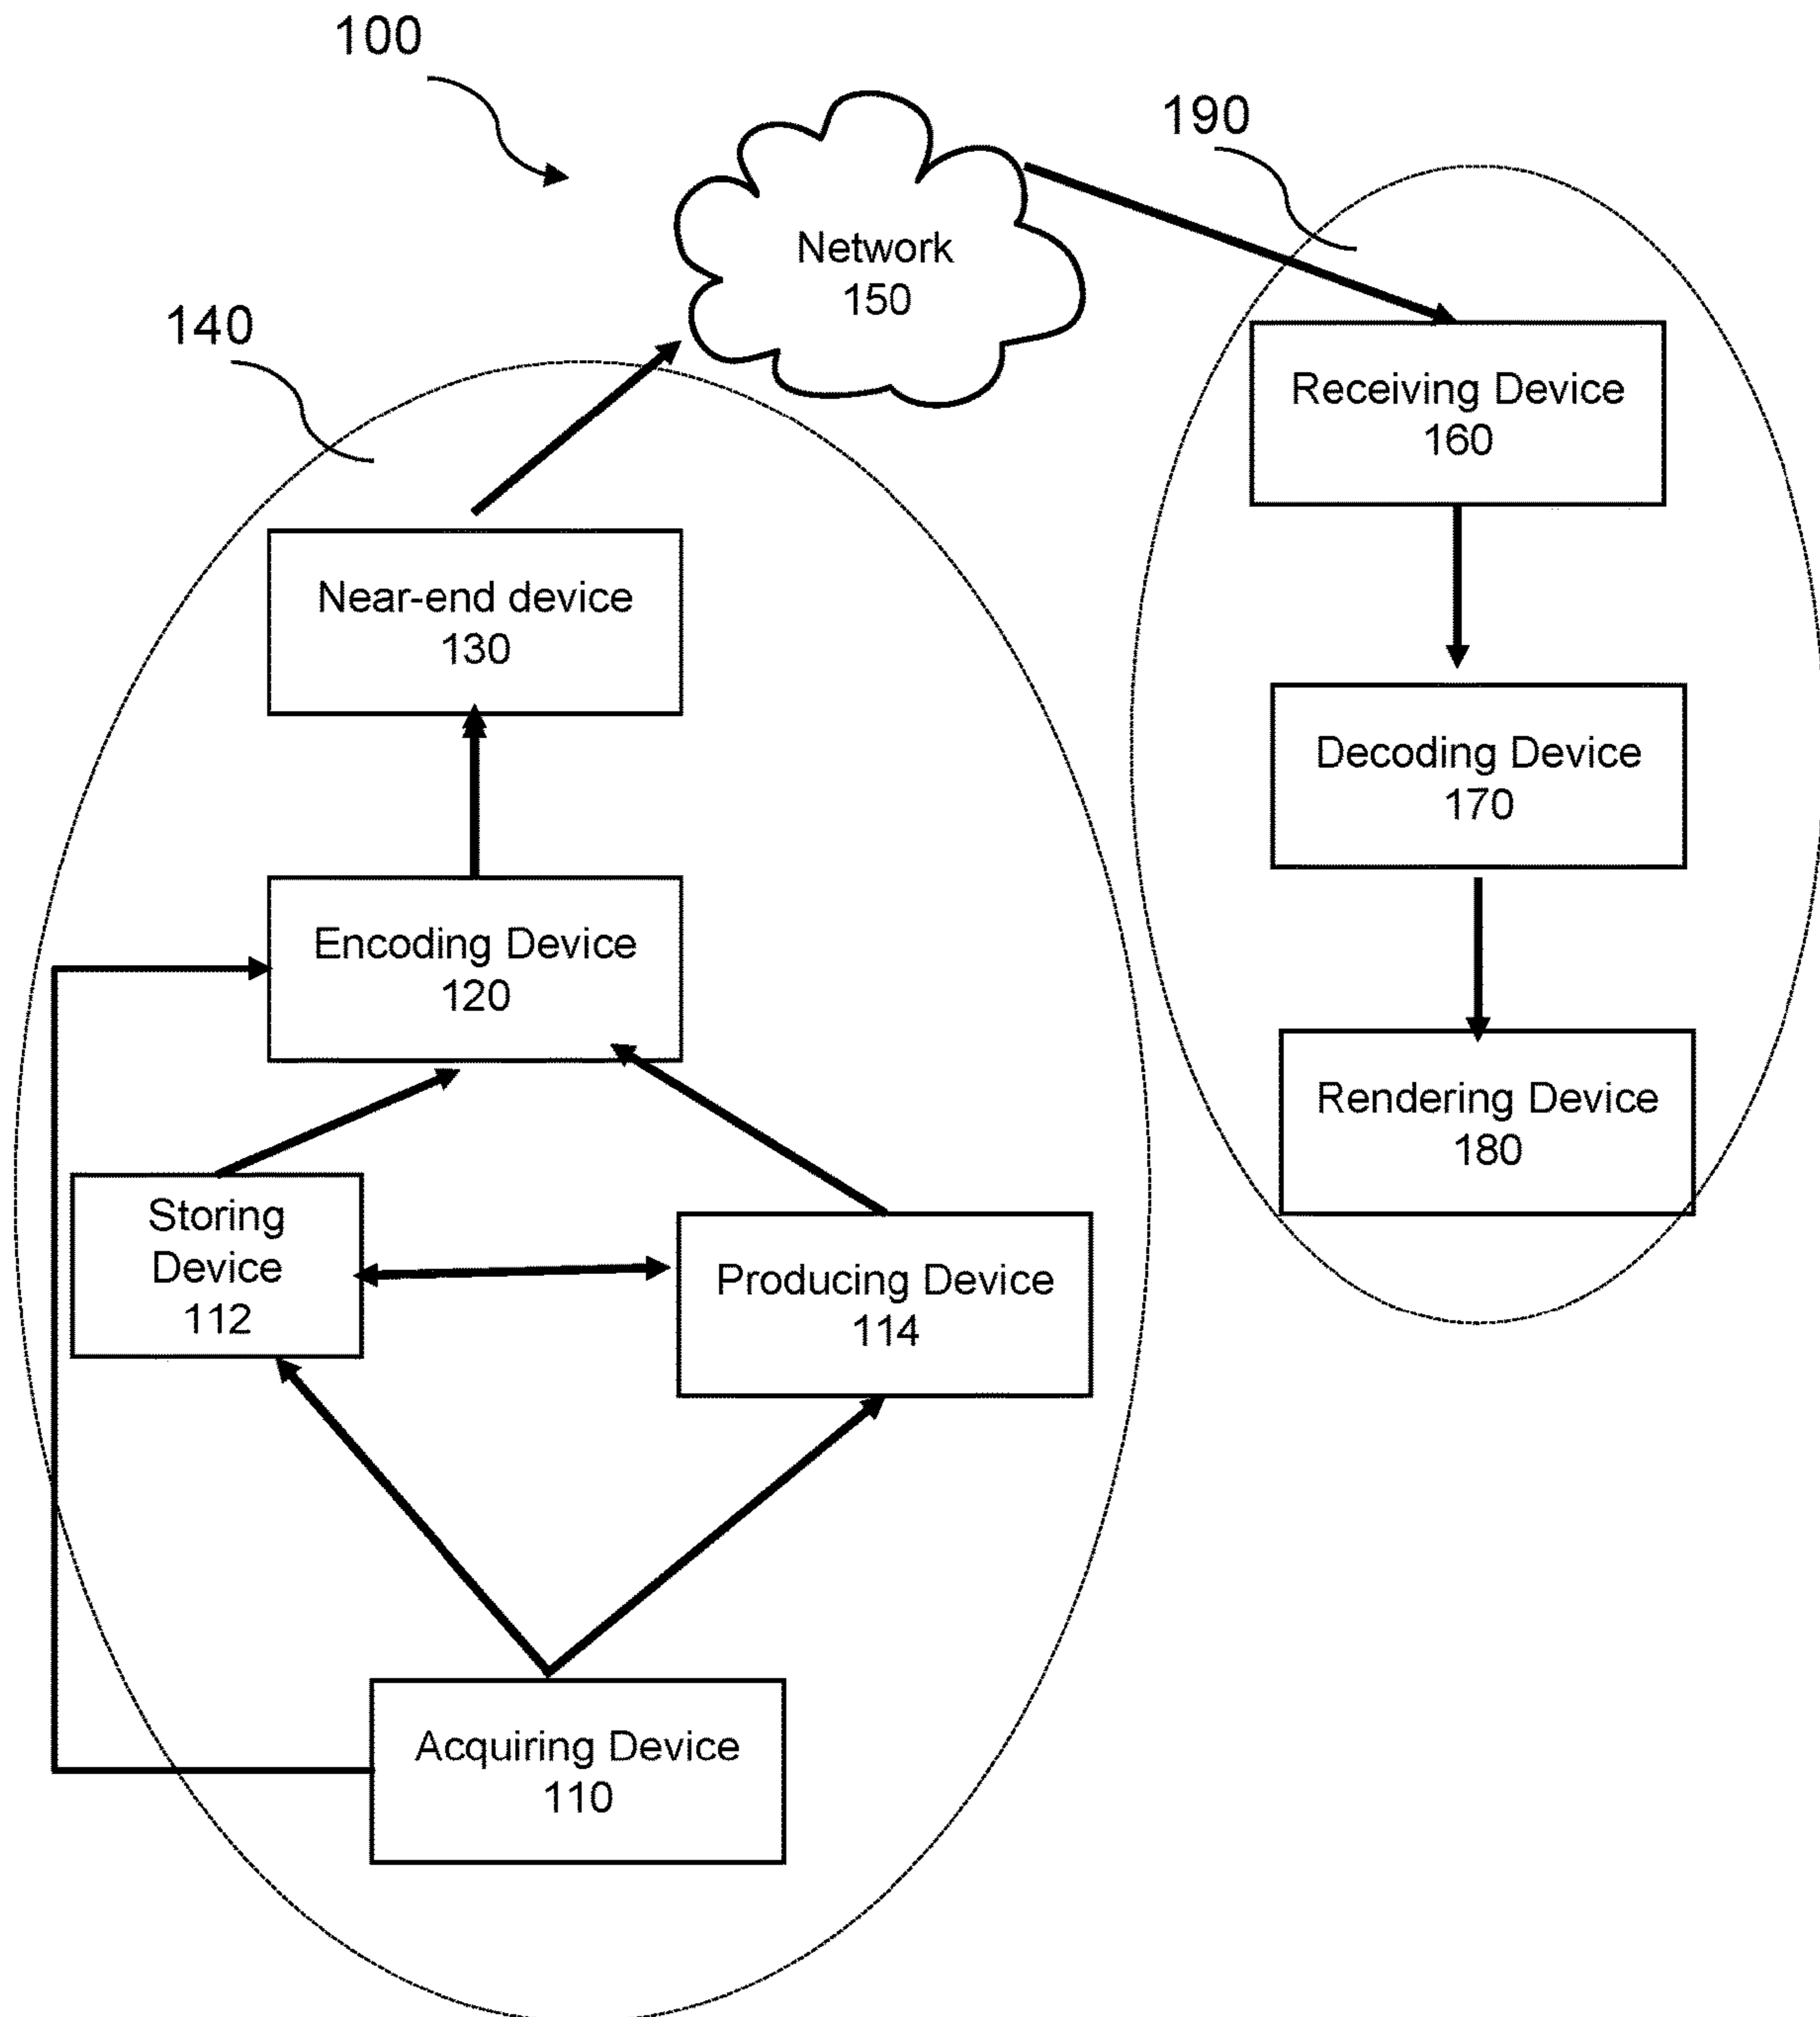 100
190
Network
150
140
Receiving Device
160
Near-end device
130
Decoding Device
170
Encoding Device
120
Rendering Device
180
Storing
Device
112
Producing Device
114
Acquiring Device
110